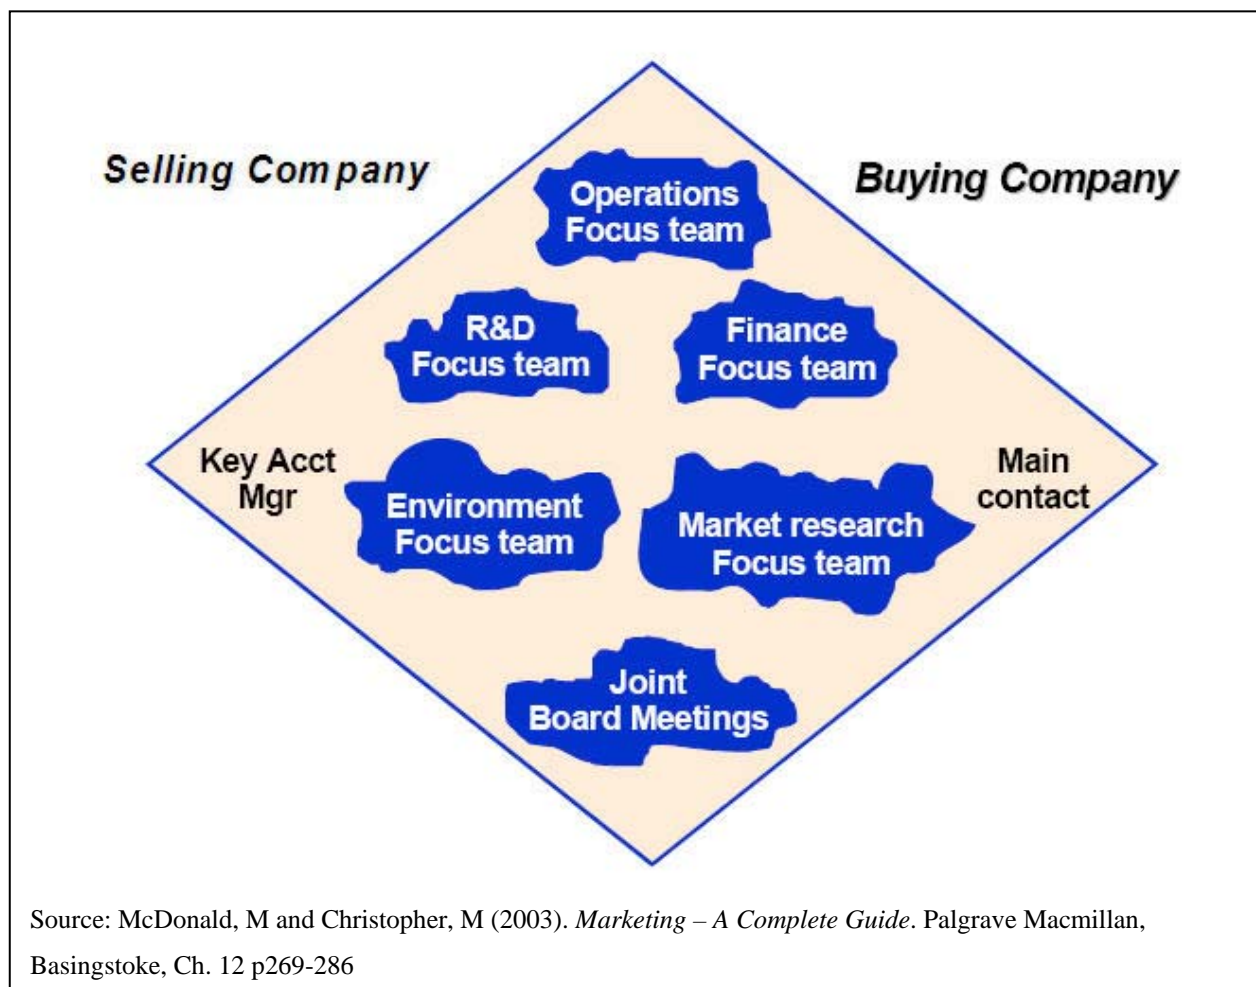 Selling Company
Buying Company
Operations
Focus team
R&D
Focus team
Finance
Focus team
Key Acct
Mgr
Environment
Focus team
Market research
Focus team
Main
contact
Joint
Board Meetings
Source: McDonald, M and Christopher, M (2003). Marketing – A Complete Guide. Palgrave Macmillan,
Basingstoke, Ch. 12 p269-286